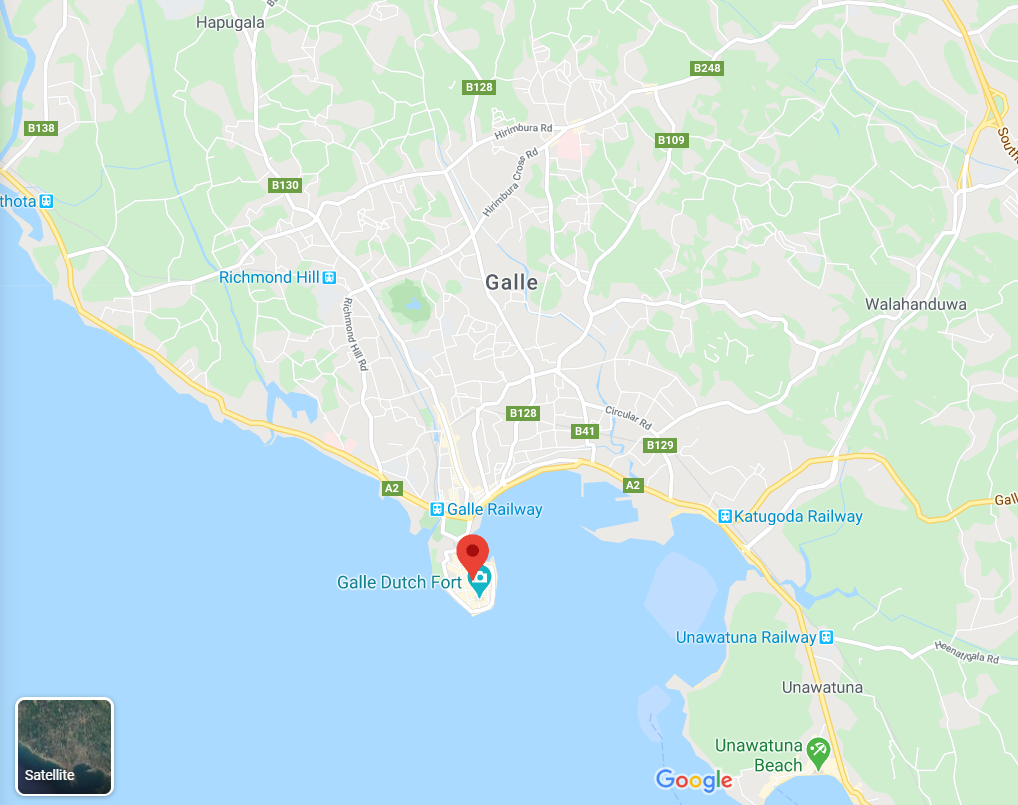 Hapugala
B248
B128
B138
Hirimbura Rd
B109
South
Hirimbura Cross Rd
B130
thota
Richmond Hill
Galle
Richmond Hill Rd
Walahanduwa
B128
Circular Rd
B41
B129
A2
A2
Gall
Galle Railway
Katugoda Railway
Galle Dutch Fort
Unawatuna Railway
Heenatigala Rd
Unawatuna
Unawatuna
Beach
Satellite
Google